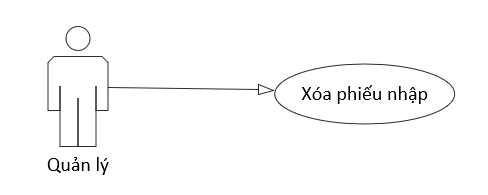 Xóa phiếu nhập
Quản lý